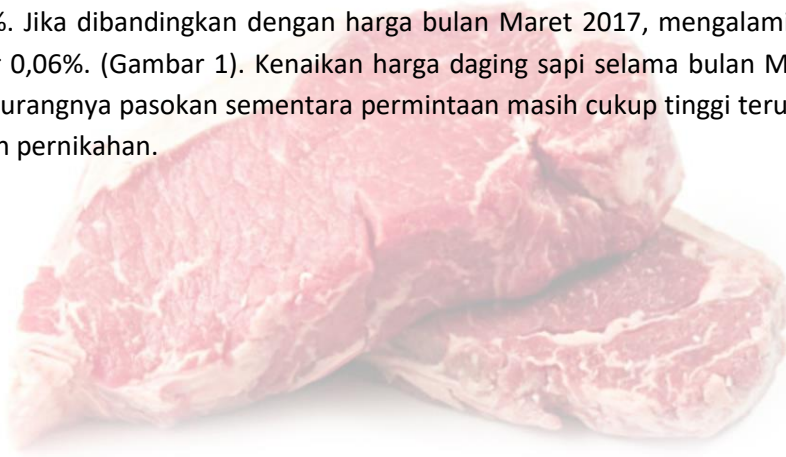 %. Jika dibandingkan dengan harga bulan Maret 2017, mengalami
0,06%. (Gambar 1). Kenaikan harga daging sapi selama bulan M
urangnya pasokan sementara permintaan masih cukup tinggi teru
pernikahan.